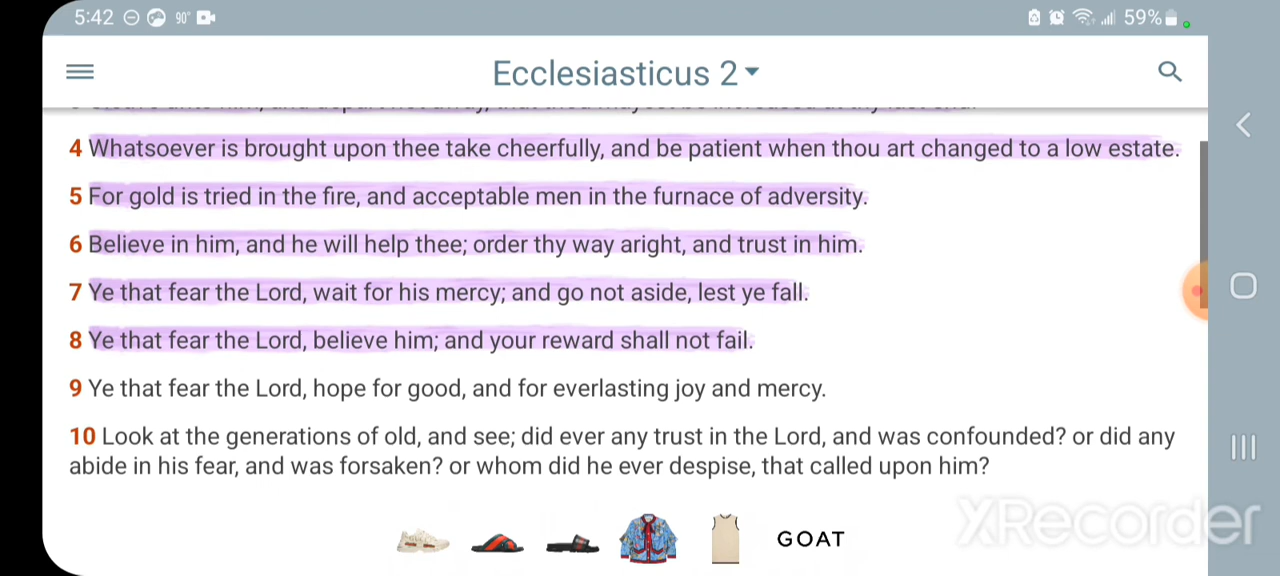 5:42 90° 59%
Ecclesiasticus 2
4 Whatsoever is brought upon thee take cheerfully, and be patient when thou art changed to a low estate.
5 For gold is tried in the fire, and acceptable men in the furnace of adversity.
6 Believe in him, and he will help thee; order thy way aright, and trust in him.
7 Ye that fear the Lord, wait for his mercy; and go not aside, lest ye fall.
8 Ye that fear the Lord, believe him; and your reward shall not fail.
9 Ye that fear the Lord, hope for good, and for everlasting joy and mercy.
10 Look at the generations of old, and see; did ever any trust in the Lord, and was confounded? or did any
abide in his fear, and was forsaken? or whom did he ever despise, that called upon him?
GOAT
XRecorder